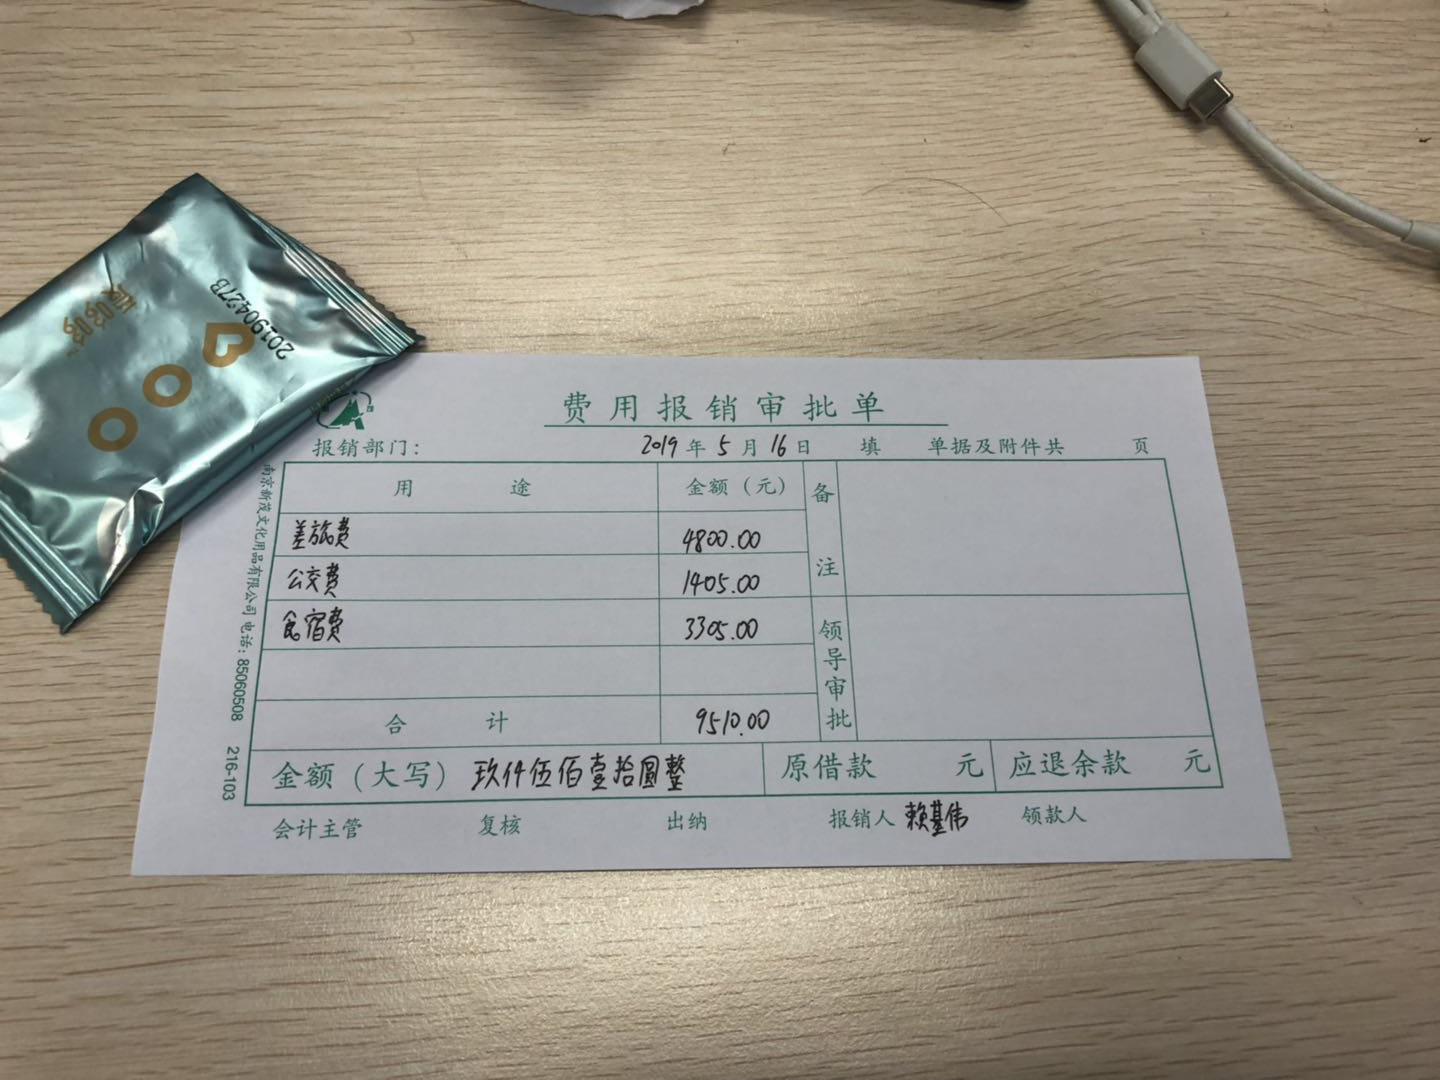 20190427B
费用报销审批单
报销部门： 2019 年 5 月 16 日 填 单据及附件共 页
用 途 金额（元） 备注
差旅费 4800.00
公交费 1405.00
食宿费 3305.00 领导审批
合 计 9510.00
金额（大写） 玖仟伍佰壹拾圆整 原借款 元 应退余款 元
会计主管 复核 出纳 报销人 赖基伟 领款人
南京新茂文化用品有限公司 电话：85060508 216-103